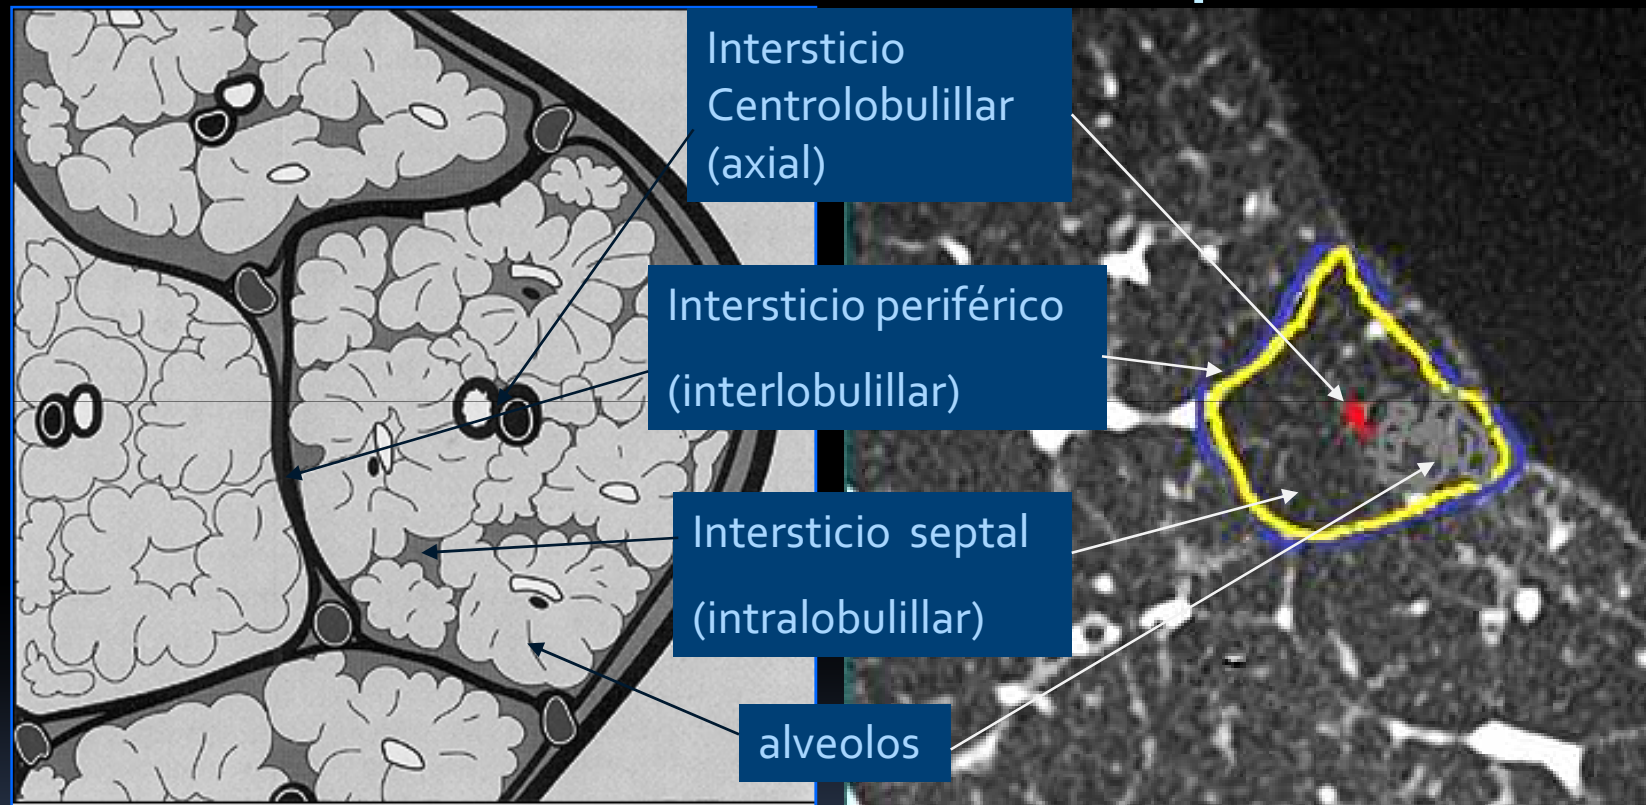 Intersticio
Centrolobulillar
(axial)
Intersticio periférico
(interlobulillar)
Intersticio septal
(intralobulillar)
alveolos